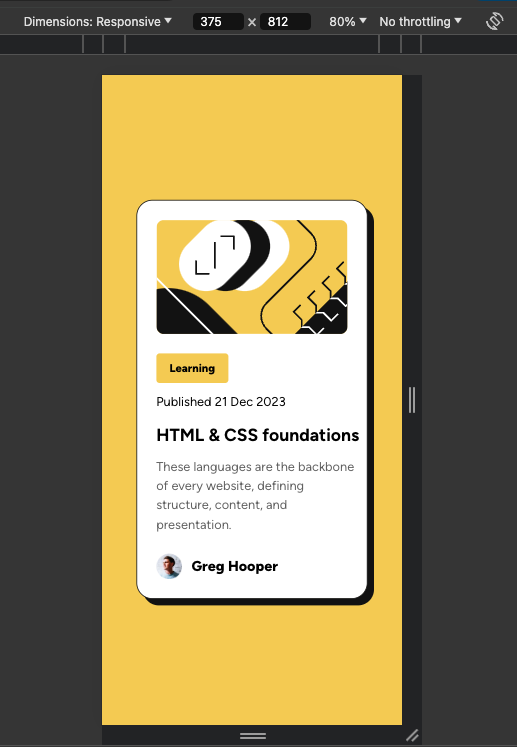 Dimensions: Responsive 375 × 812 80% No throttling
Learning
Published 21 Dec 2023
HTML & CSS foundations
These languages are the backbone
of every website, defining
structure, content, and
presentation.
Greg Hooper